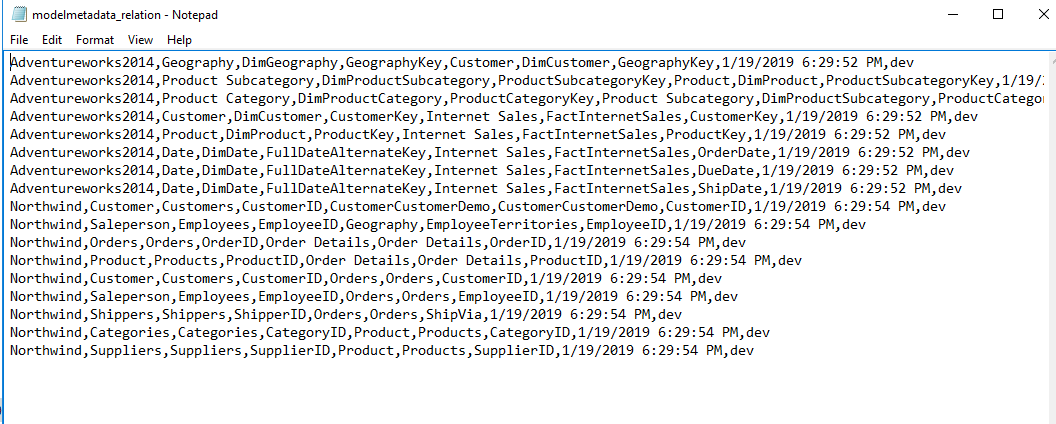 modelmetadata_relation - Notepad
File Edit Format View Help
Adventureworks2014,Geography,DimGeography,GeographyKey,Customer,DimCustomer,GeographyKey,1/19/2019 6:29:52 PM,dev
Adventureworks2014,Product Subcategory,DimProductSubcategory,ProductSubcategoryKey,Product,DimProduct,ProductSubcategoryKey,1/19/2
Adventureworks2014,Product Category,DimProductCategory,ProductCategoryKey,Product Subcategory,DimProductSubcategory,ProductCategor
Adventureworks2014,Customer,DimCustomer,CustomerKey,Internet Sales,FactInternetSales,CustomerKey,1/19/2019 6:29:52 PM,dev
Adventureworks2014,Product,DimProduct,ProductKey,Internet Sales,FactInternetSales,ProductKey,1/19/2019 6:29:52 PM,dev
Adventureworks2014,Date,DimDate,FullDateAlternateKey,Internet Sales,FactInternetSales,OrderDate,1/19/2019 6:29:52 PM,dev
Adventureworks2014,Date,DimDate,FullDateAlternateKey,Internet Sales,FactInternetSales,DueDate,1/19/2019 6:29:52 PM,dev
Adventureworks2014,Date,DimDate,FullDateAlternateKey,Internet Sales,FactInternetSales,ShipDate,1/19/2019 6:29:52 PM,dev
Northwind,Customer,Customers,CustomerID,CustomerCustomerDemo,CustomerCustomerDemo,CustomerID,1/19/2019 6:29:54 PM,dev
Northwind,Saleperson,Employees,EmployeeID,Geography,EmployeeTerritories,EmployeeID,1/19/2019 6:29:54 PM,dev
Northwind,Orders,Orders,OrderID,Order Details,Order Details,OrderID,1/19/2019 6:29:54 PM,dev
Northwind,Product,Products,ProductID,Order Details,Order Details,ProductID,1/19/2019 6:29:54 PM,dev
Northwind,Customer,Customers,CustomerID,Orders,Orders,CustomerID,1/19/2019 6:29:54 PM,dev
Northwind,Saleperson,Employees,EmployeeID,Orders,Orders,EmployeeID,1/19/2019 6:29:54 PM,dev
Northwind,Shippers,Shippers,ShipperID,Orders,Orders,ShipVia,1/19/2019 6:29:54 PM,dev
Northwind,Categories,Categories,CategoryID,Product,Products,CategoryID,1/19/2019 6:29:54 PM,dev
Northwind,Suppliers,Suppliers,SupplierID,Product,Products,SupplierID,1/19/2019 6:29:54 PM,dev